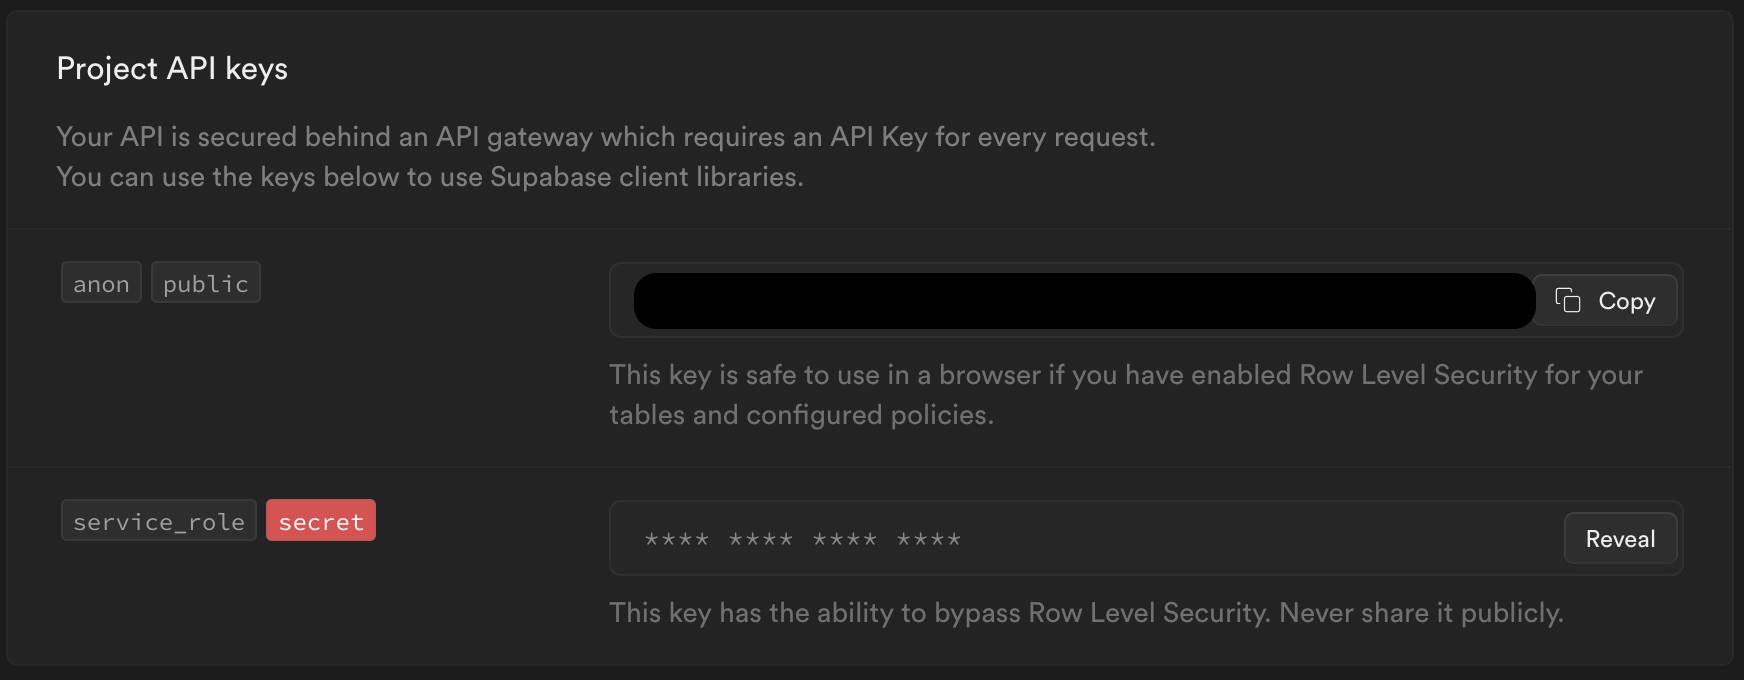 Project API keys
Your API is secured behind an API gateway which requires an API Key for every request.
You can use the keys below to use Supabase client libraries.
anon public
Copy
This key is safe to use in a browser if you have enabled Row Level Security for your
tables and configured policies.
service_role secret
**** **** **** ****
Reveal
This key has the ability to bypass Row Level Security. Never share it publicly.